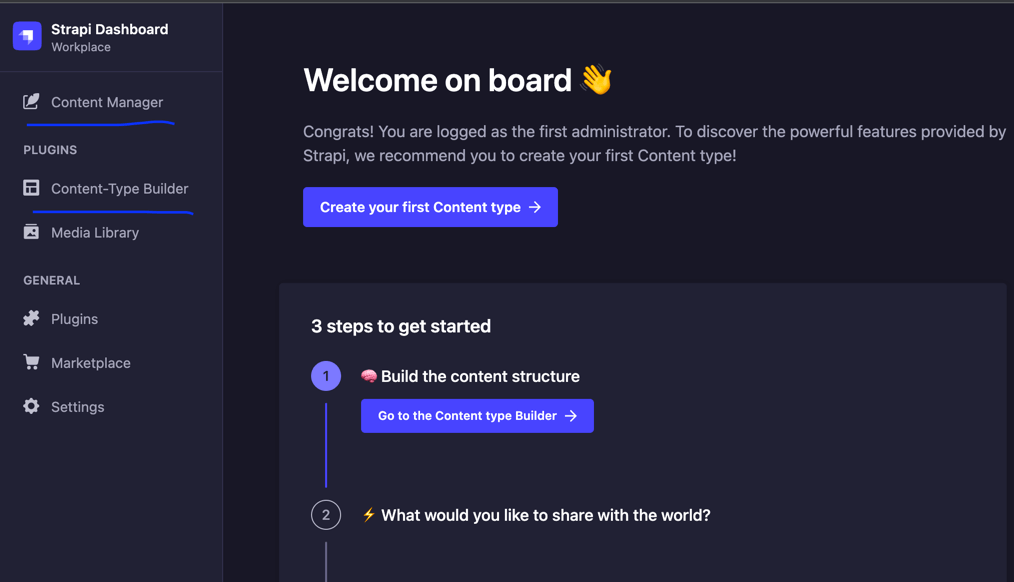 Strapi Dashboard
Workplace
Content Manager
PLUGINS
Content-Type Builder
Media Library
GENERAL
Plugins
Marketplace
Settings
Welcome on board 👋
Congrats! You are logged as the first administrator. To discover the powerful features provided by
Strapi, we recommend you to create your first Content type!
Create your first Content type →
3 steps to get started
1 🧠 Build the content structure
Go to the Content type Builder →
2 ⚡ What would you like to share with the world?